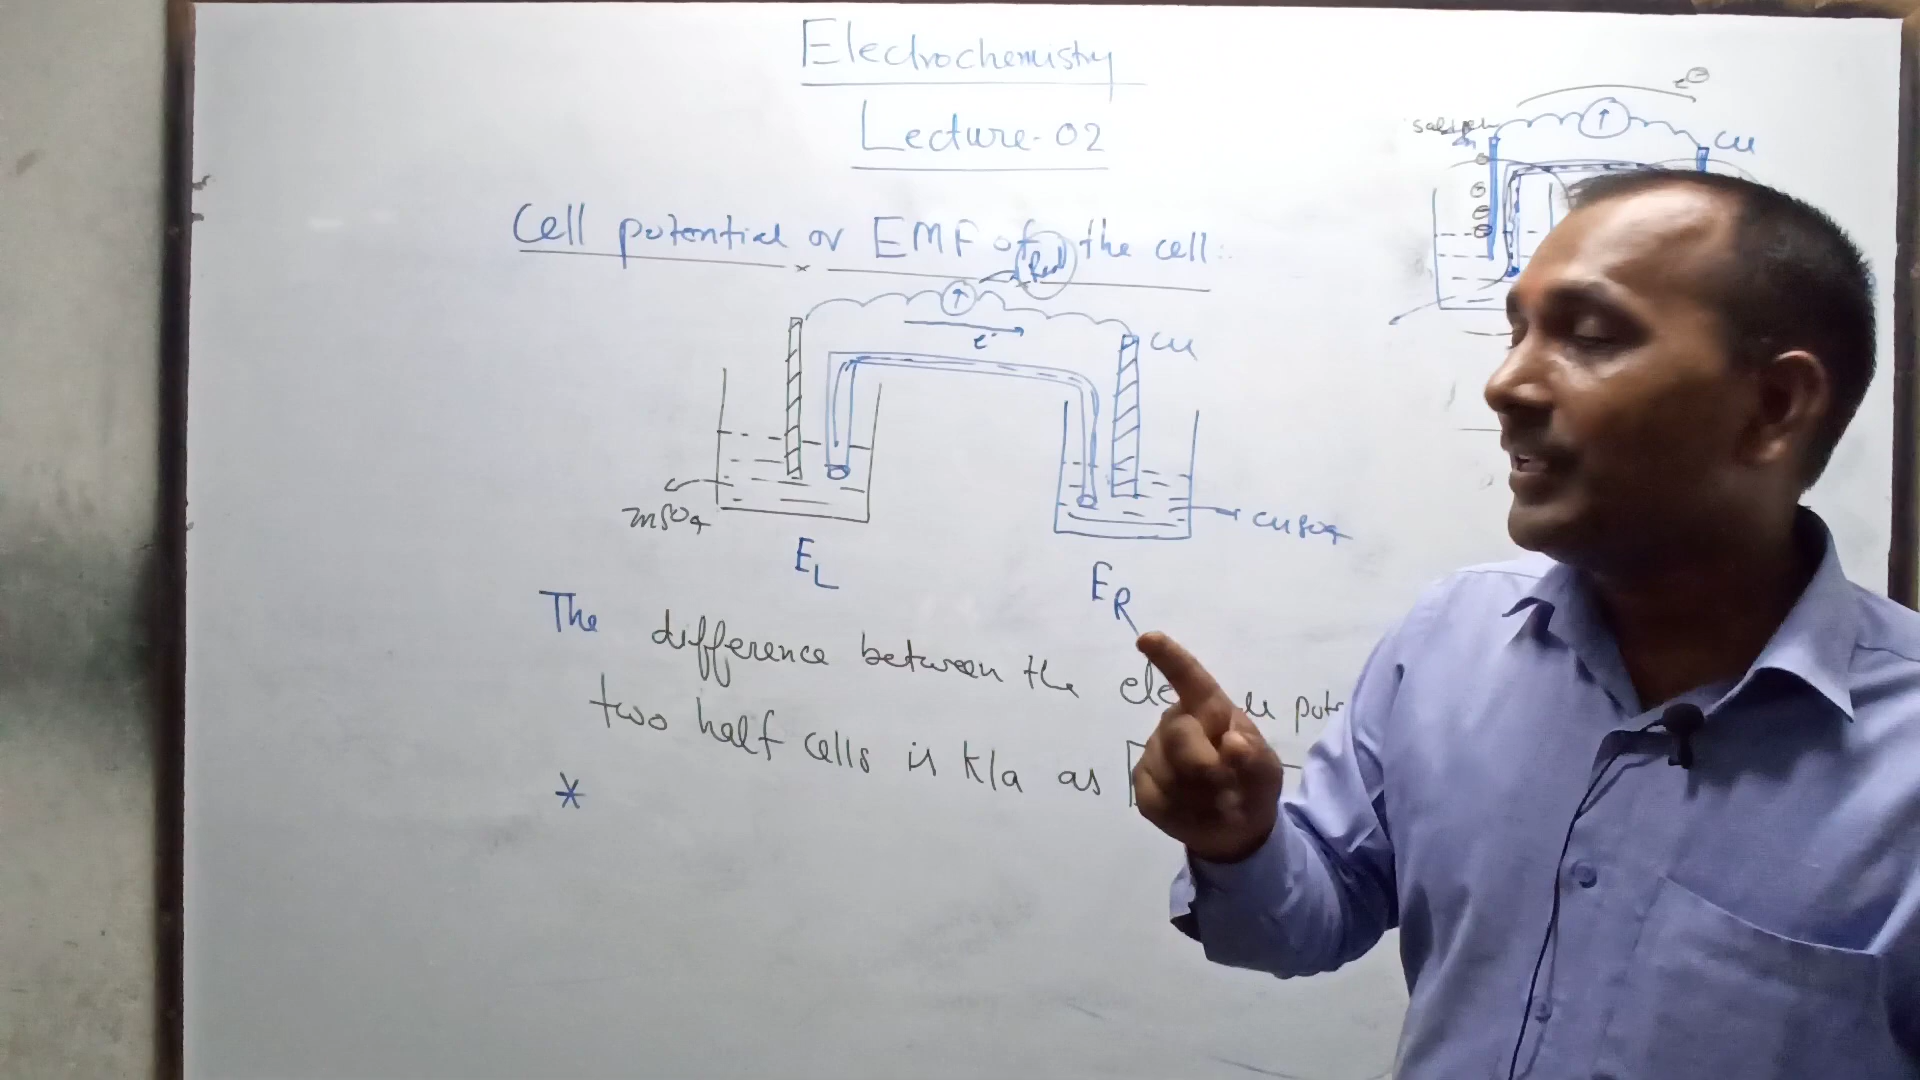 Electrochemistry
Lecture-02
Cell potential or EMF of the cell:
Red
e⁻
Cu
ZnSO4
CuSO4
EL
ER
The difference between the
two half cells is k/a as
*
e⊖
Cu